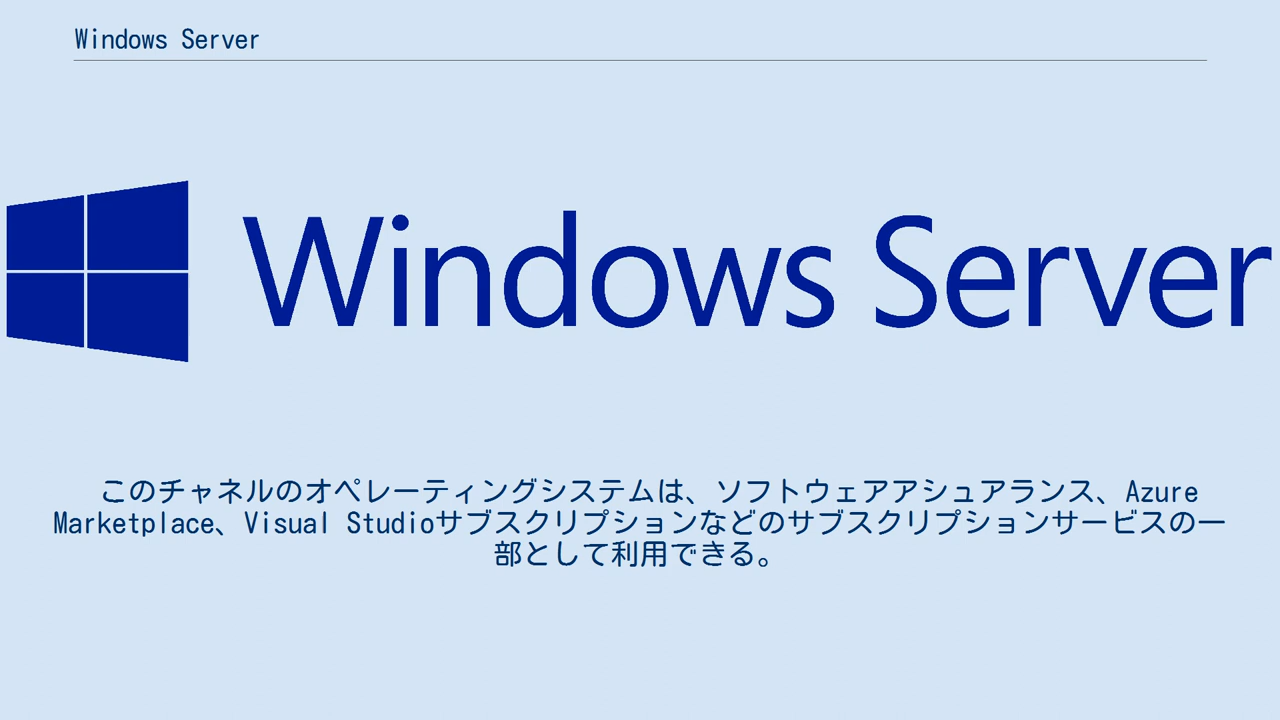 Windows Server
Windows Server
このチャネルのオペレーティングシステムは、ソフトウェアアシュアランス、Azure
Marketplace、Visual Studioサブスクリプションなどのサブスクリプションサービスの一
部として利用できる。